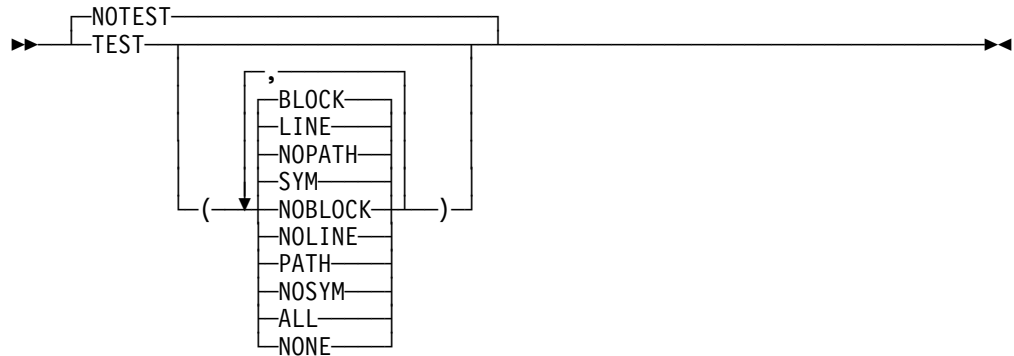 NOTEST
TEST
,
BLOCK
LINE
NOPATH
SYM
( NOBLOCK )
NOLINE
PATH
NOSYM
ALL
NONE